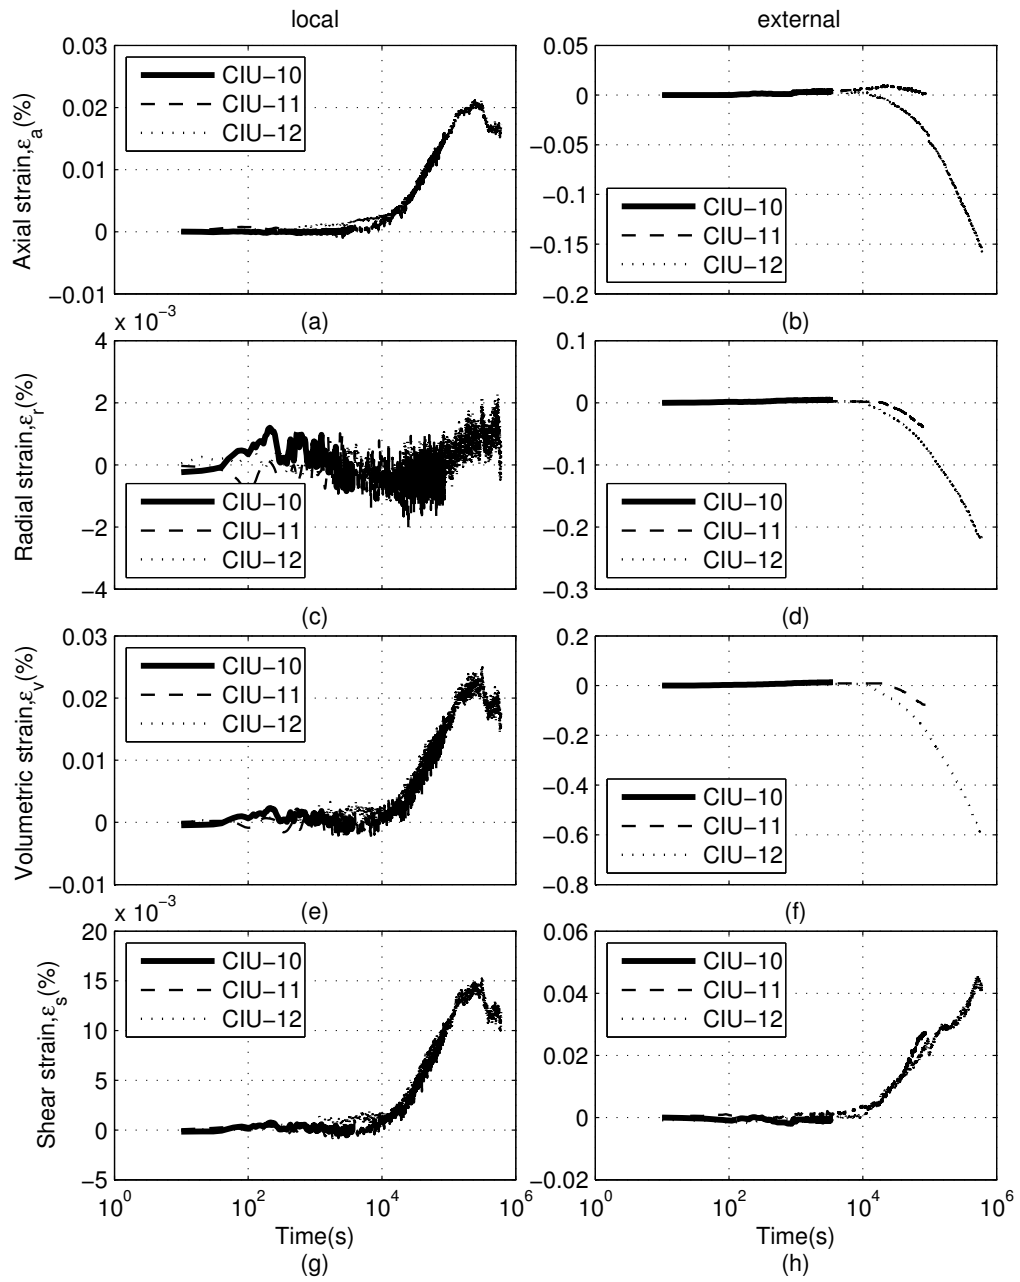 local
external
0.03
0.02
0.01
0
−0.01
Axial strain,ε_a(%)
CIU−10
CIU−11
CIU−12
(a)
0.05
0
−0.05
−0.1
−0.15
−0.2
CIU−10
CIU−11
CIU−12
(b)
x 10^−3
4
2
0
−2
−4
Radial strain,ε_r(%)
CIU−10
CIU−11
CIU−12
(c)
0.1
0
−0.1
−0.2
−0.3
CIU−10
CIU−11
CIU−12
(d)
0.03
0.02
0.01
0
−0.01
Volumetric strain,ε_v(%)
CIU−10
CIU−11
CIU−12
(e)
0.2
0
−0.2
−0.4
−0.6
−0.8
CIU−10
CIU−11
CIU−12
(f)
x 10^−3
20
15
10
5
0
−5
Shear strain,ε_s(%)
CIU−10
CIU−11
CIU−12
10^0 10^2 10^4 10^6
Time(s)
(g)
0.06
0.04
0.02
0
−0.02
CIU−10
CIU−11
CIU−12
10^0 10^2 10^4 10^6
Time(s)
(h)